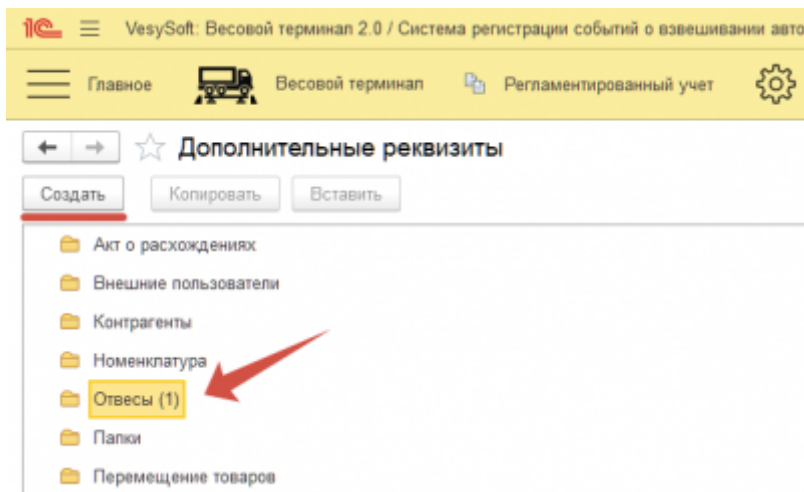 1С VesySoft: Весовой терминал 2.0 / Система регистрации событий о взвешивании авто
Главное Весовой терминал Регламентированный учет
Дополнительные реквизиты
Создать Копировать Вставить
Акт о расхождениях
Внешние пользователи
Контрагенты
Номенклатура
Отвесы (1)
Папки
Перемещение товаров